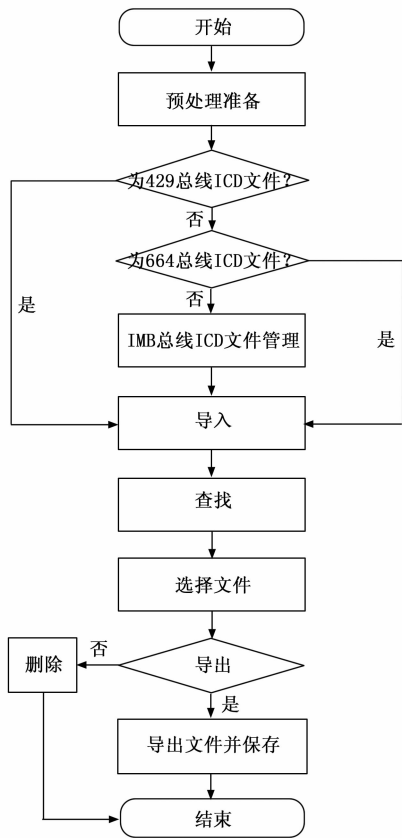 开始
预处理准备
为429总线ICD文件?
否
为664总线ICD文件?
是
否
是
IMB总线ICD文件管理
导入
查找
选择文件
否
删除
导出
是
导出文件并保存
结束